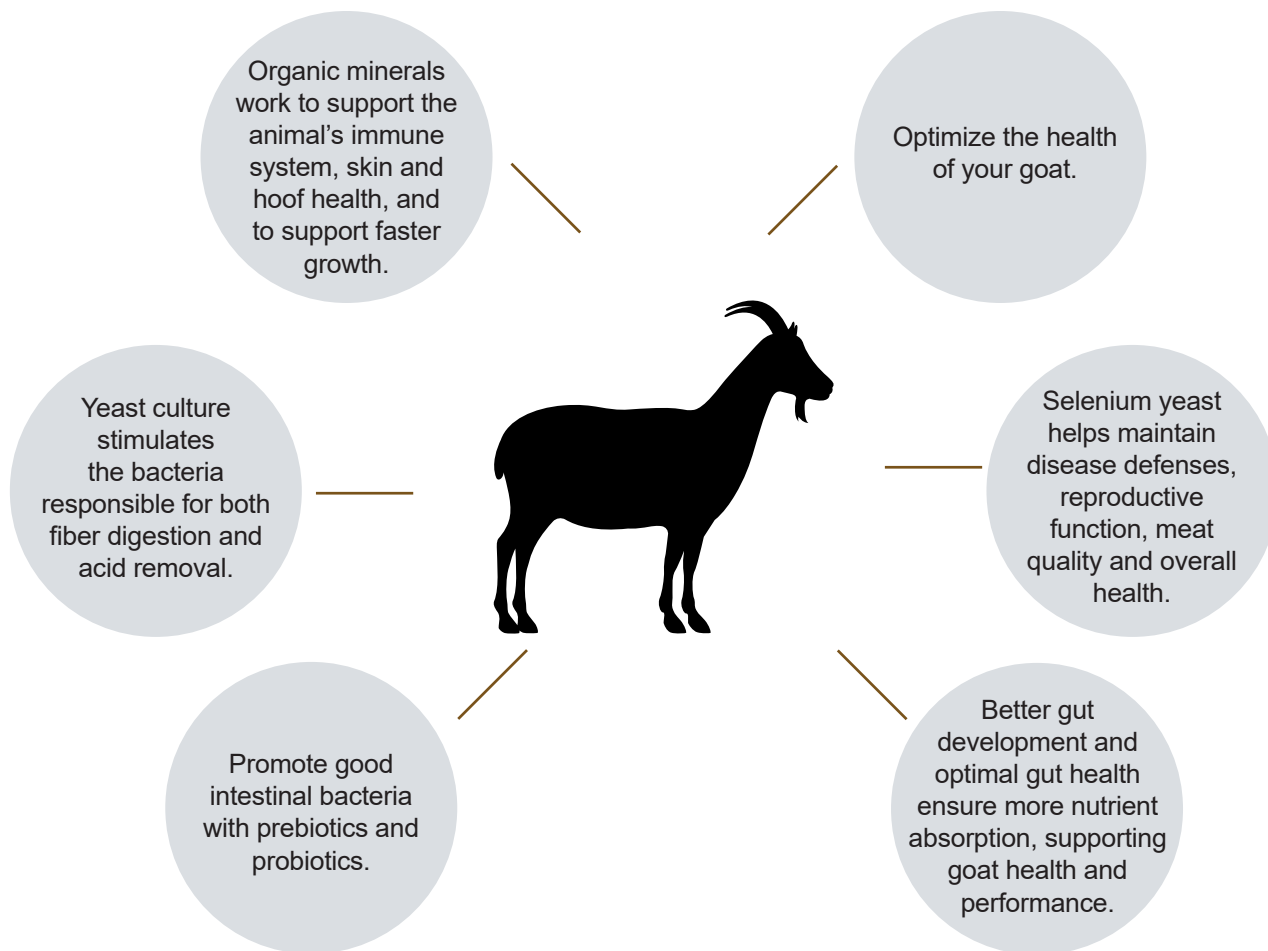 Organic minerals
work to support the
animal’s immune
system, skin and
hoof health, and
to support faster
growth.
Optimize the health
of your goat.
Yeast culture
stimulates
the bacteria
responsible for both
fiber digestion and
acid removal.
Selenium yeast
helps maintain
disease defenses,
reproductive
function, meat
quality and overall
health.
Promote good
intestinal bacteria
with prebiotics and
probiotics.
Better gut
development and
optimal gut health
ensure more nutrient
absorption, supporting
goat health and
performance.